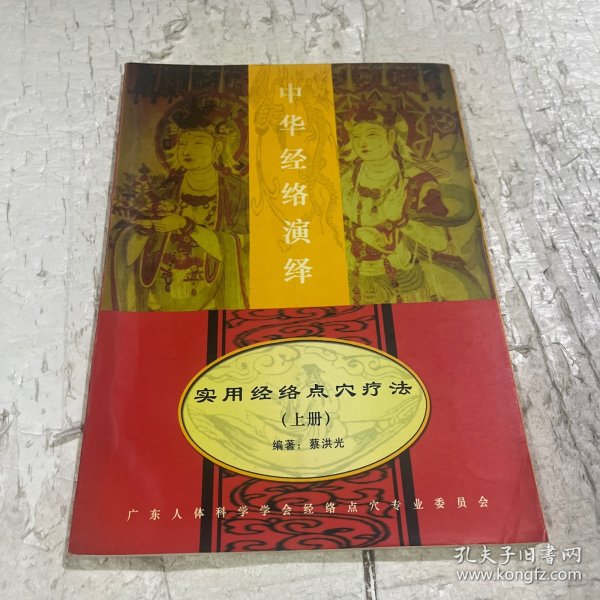 中华经络演绎
实用经络点穴疗法
(上册)
编著：蔡洪光
广东人体科学学会经络点穴专业委员会
孔夫子旧书网
www.kongfz.com